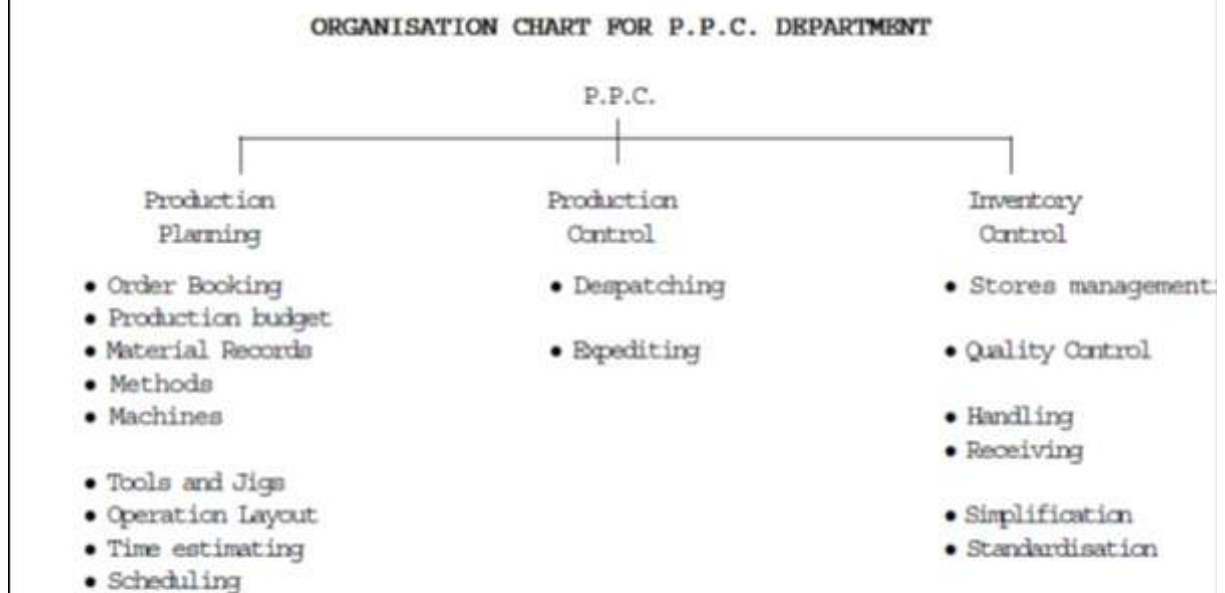 ORGANISATION CHART FOR P.P.C. DEPARTMENT
P.P.C.
Production
Planning
• Order Booking
• Production budget
• Material Records
• Methods
• Machines
• Tools and Jigs
• Operation Layout
• Time estimating
• Scheduling
Production
Control
• Despatching
• Expediting
Inventory
Control
• Stores management
• Quality Control
• Handling
• Receiving
• Simplification
• Standardisation